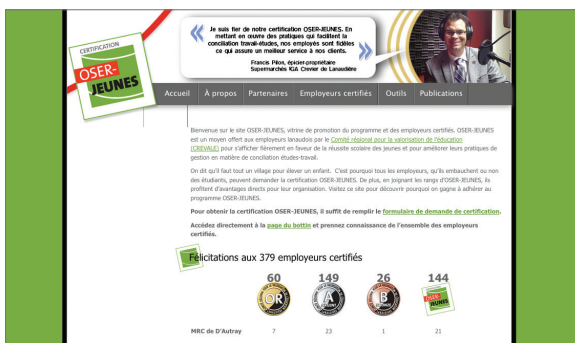 Je suis fier de notre certification OSER-JEUNES. En
mettant en œuvre des pratiques qui facilitent la
conciliation travail-études, nos employés sont fidèles
ce qui assure un meilleur service à nos clients.
Francis Pilon, épicier-propriétaire
Supermarchés IGA Crevier de Lanaudière
CERTIFICATION
OSER-
JEUNES
Accueil À propos Partenaires Employeurs certifiés Outils Publications
Bienvenue sur le site OSER-JEUNES, vitrine de promotion du programme et des employeurs certifiés. OSER-JEUNES
est un moyen offert aux employeurs lanaudois par le Comité régional pour la valorisation de l'éducation
(CREVALE) pour s'afficher fièrement en faveur de la réussite scolaire des jeunes et pour améliorer leurs pratiques de
gestion en matière de conciliation études-travail.
On dit qu'il faut tout un village pour élever un enfant. C'est pourquoi tous les employeurs, qu'ils embauchent ou non
des étudiants, peuvent demander la certification OSER-JEUNES. De plus, en joignant les rangs d'OSER-JEUNES, ils
profitent d'avantages directs pour leur organisation. Visitez ce site pour découvrir pourquoi on gagne à adhérer au
programme OSER-JEUNES.
Pour obtenir la certification OSER-JEUNES, il suffit de remplir le formulaire de demande de certification.
Accédez directement à la page du bottin et prennez connaissance de l'ensemble des employeurs
certifiés.
Félicitations aux 379 employeurs certifiés
60 149 26 144
OR A B OSER-
JEUNES
MRC de D'Autray 7 23 1 21